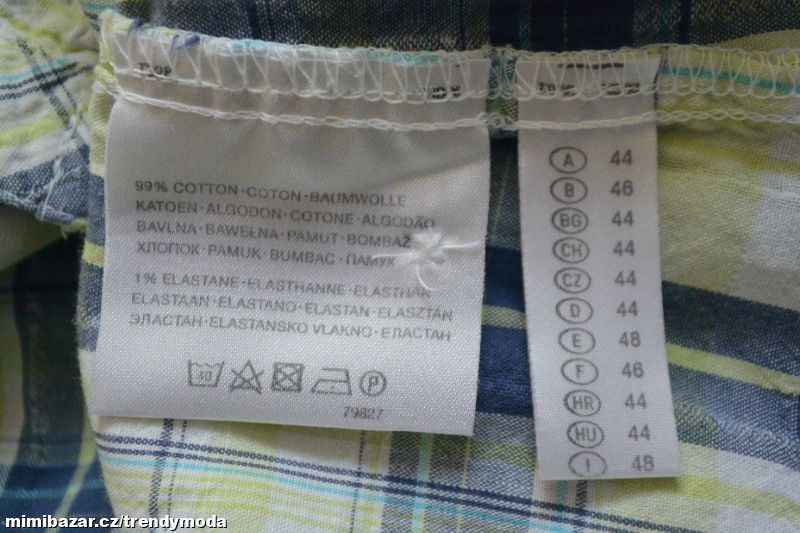 99% COTTON·COTON·BAUMWOLLE
KATOEN·ALGODON·COTONE·ALGODÃO
BAVLNA·BAWEŁNA·PAMUT·BOMBAŽ
ХЛОПОК·PAMUK·BUMBAC·ПАМУК
1% ELASTANE·ELASTHANNE·ELASTHAN
ELASTAAN·ELASTANO·ELASTAN·ELASZTÁN
ЭЛАСТАН·ELASTANSKO VLAKNO·ЕЛАСТАН
40 P
79827
A 44
B 46
BG 44
CH 44
CZ 44
D 44
E 48
F 46
HR 44
HU 44
I 48
mimibazar.cz/trendymoda